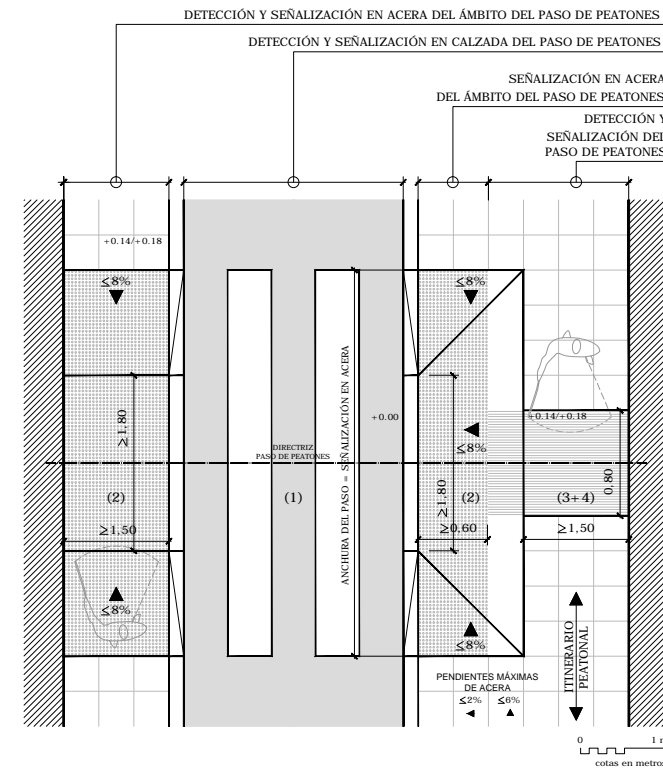 DETECCIÓN Y SEÑALIZACIÓN EN ACERA DEL ÁMBITO DEL PASO DE PEATONES
DETECCIÓN Y SEÑALIZACIÓN EN CALZADA DEL PASO DE PEATONES
SEÑALIZACIÓN EN ACERA
DEL ÁMBITO DEL PASO DE PEATONES
DETECCIÓN Y
SEÑALIZACIÓN DEL
PASO DE PEATONES
+0.14/+0.18
≤8%
≤8%
≥1,80
ANCHURA DEL PASO = SEÑALIZACIÓN EN ACERA
+0.00
+0.14/+0.18
DIRECTRIZ
PASO DE PEATONES
≤8%
(2)
(1)
≥1,80
(2)
(3+4)
0,80
≥1,50
≥0,60
≥1,50
≤8%
≤8%
PENDIENTES MÁXIMAS
DE ACERA
≤2% ≤6%
ITINERARIO
PEATONAL
0 1 m
cotas en metros